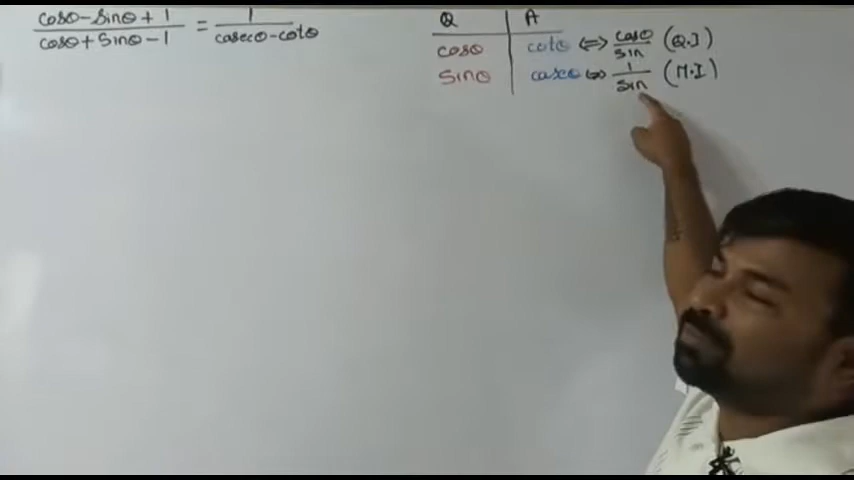 cosθ-sinθ+1 / cosθ+sinθ-1 = 1 / cosecθ-cotθ
Q | A
cosθ | cotθ ⇔ cosθ / sin (Q.I)
sinθ | cosecθ ⇔ 1 / sin (M.I)